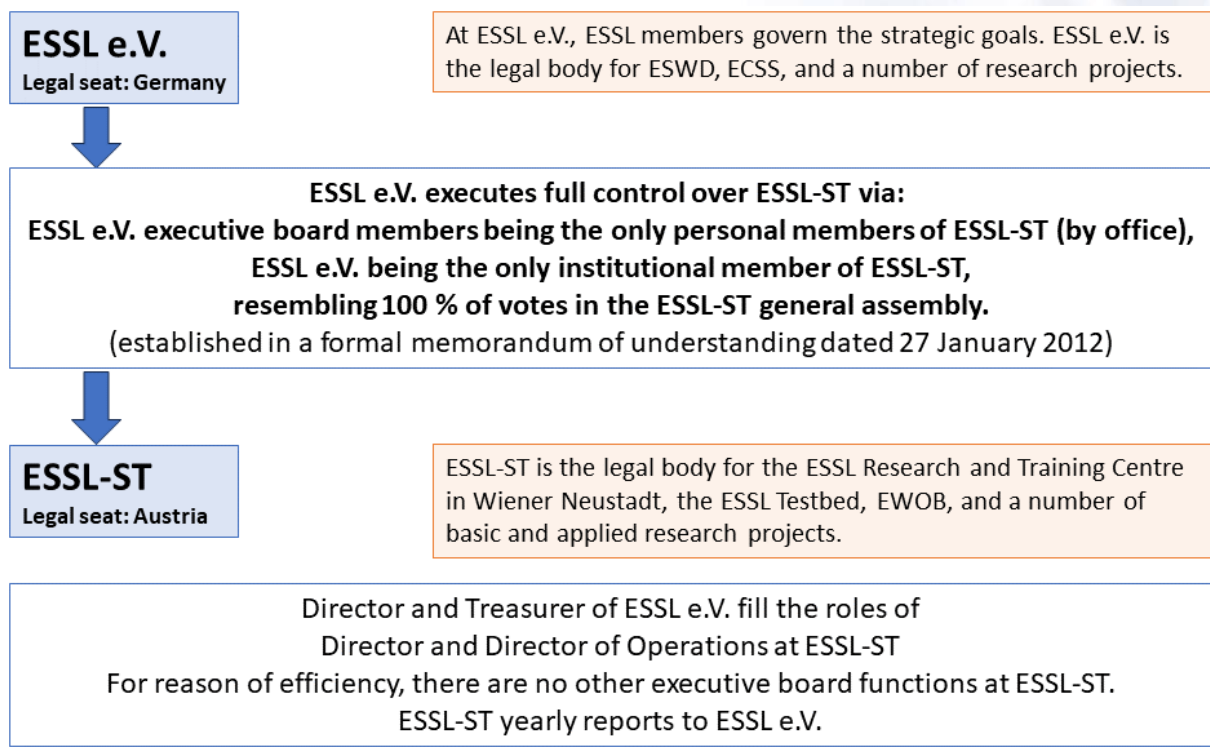 ESSL e.V.
Legal seat: Germany
At ESSL e.V., ESSL members govern the strategic goals. ESSL e.V. is
the legal body for ESWD, ECSS, and a number of research projects.
ESSL e.V. executes full control over ESSL-ST via:
ESSL e.V. executive board members being the only personal members of ESSL-ST (by office),
ESSL e.V. being the only institutional member of ESSL-ST,
resembling 100 % of votes in the ESSL-ST general assembly.
(established in a formal memorandum of understanding dated 27 January 2012)
ESSL-ST
Legal seat: Austria
ESSL-ST is the legal body for the ESSL Research and Training Centre
in Wiener Neustadt, the ESSL Testbed, EWOB, and a number of
basic and applied research projects.
Director and Treasurer of ESSL e.V. fill the roles of
Director and Director of Operations at ESSL-ST
For reason of efficiency, there are no other executive board functions at ESSL-ST.
ESSL-ST yearly reports to ESSL e.V.